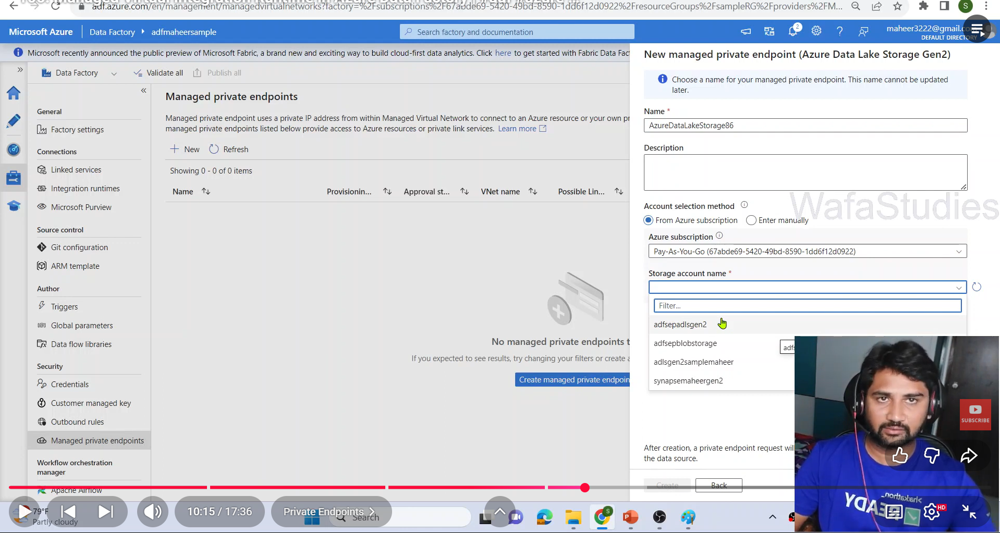 adf.azure.com/en/management/managedvirtualnetworks?factory=%2Fsubscriptions%2F67abde69-5420-49bd-8590-1dd6f12d0922%2FresourceGroups%2FsampleRG%2Fproviders%2FM...
S
Microsoft Azure
Data Factory
adfmaheersample
Search factory and documentation
2
maheer3222@gmail.co
DEFAULT DIRECTORY
Microsoft recently announced the public preview of Microsoft Fabric, a brand new and exciting way to build cloud-first data analytics. Click here to get started with Fabric Data Fac
Data Factory
Validate all
Publish all
General
Factory settings
Connections
Linked services
Integration runtimes
Microsoft Purview
Source control
Git configuration
ARM template
Author
Triggers
Global parameters
Data flow libraries
Security
Credentials
Customer managed key
Outbound rules
Managed private endpoints
Workflow orchestration
manager
Apache Airflow
Managed private endpoints
Managed private endpoint uses a private IP address from within Managed Virtual Network to connect to an Azure resource or your own pr
managed private endpoints listed below provide access to Azure resources or private link services. Learn more
New
Refresh
Showing 0 - 0 of 0 items
Name
Provisionin...
Approval st...
VNet name
Possible Lin...
No managed private endpoints t
If you expected to see results, try changing your filters or create a
Create managed private endpoin
New managed private endpoint (Azure Data Lake Storage Gen2)
Choose a name for your managed private endpoint. This name cannot be updated
later.
Name *
AzureDataLakeStorage86
Description
Account selection method
From Azure subscription
Enter manually
WafaStudies
Azure subscription
Pay-As-You-Go (67abde69-5420-49bd-8590-1dd6f12d0922)
Storage account name *
Filter...
adfsepadlsgen2
adfsepblobstorage
adfs
adlsgen2samplemaheer
synapsemaheergen2
After creation, a private endpoint request will
the data source.
Create
Back
SUBSCRIBE
10:15 / 17:36
Private Endpoints
HD
79°F
Partly cloudy
Search
S